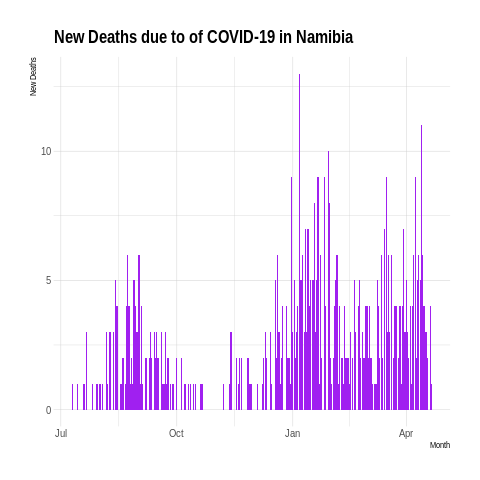 New Deaths due to of COVID-19 in Namibia
New Deaths
10
5
0
Jul Oct Jan Apr
Month